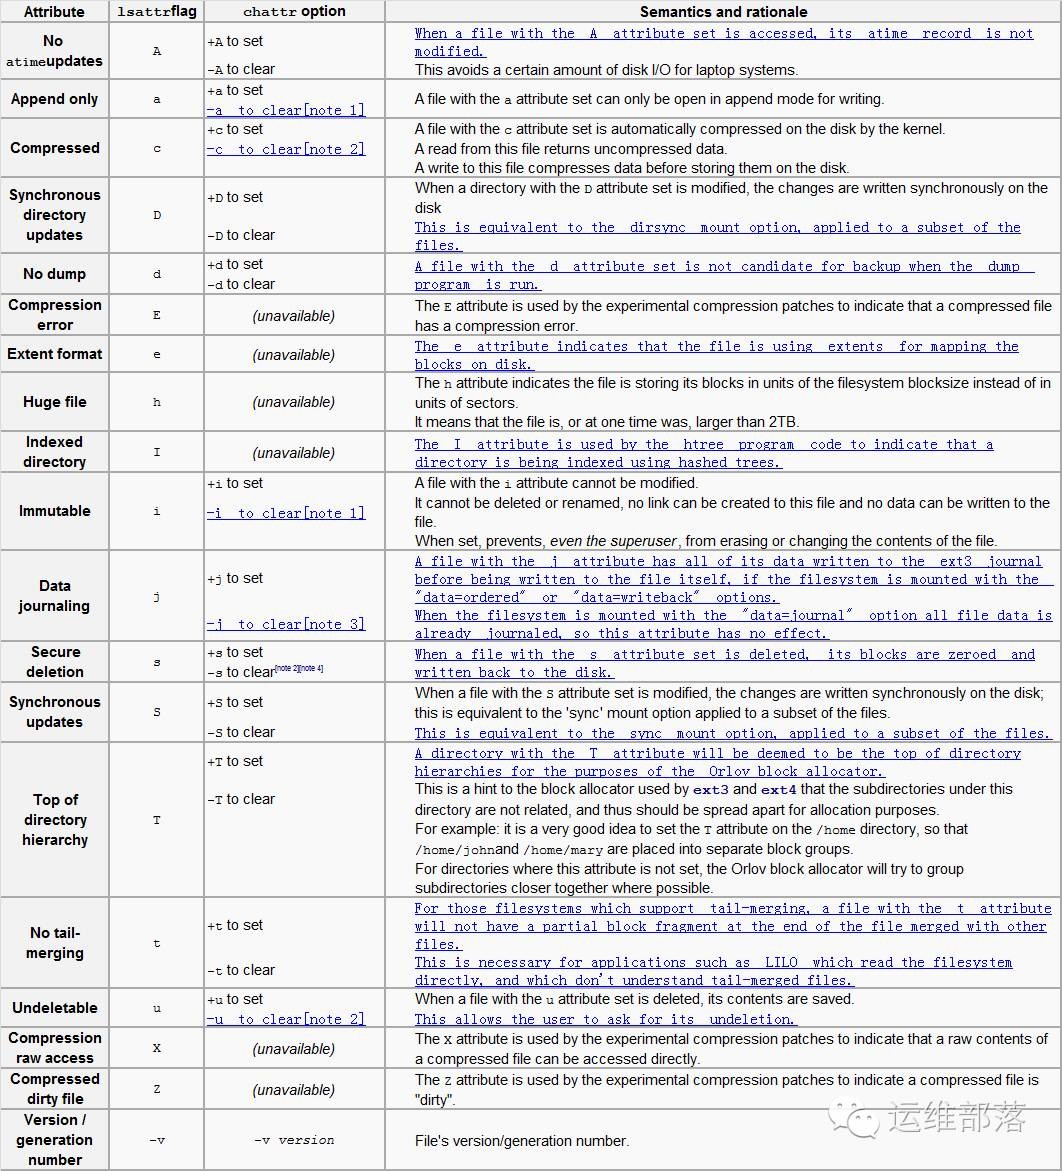 Attribute lsattrflag chattr option Semantics and rationale
No
atimeupdates
A
+A to set
-A to clear
When a file with the A attribute set is accessed, its atime record is not
modified.
This avoids a certain amount of disk I/O for laptop systems.
Append only
a
+a to set
-a to clear[note 1]
A file with the a attribute set can only be open in append mode for writing.
Compressed
c
+c to set
-c to clear[note 2]
A file with the c attribute set is automatically compressed on the disk by the kernel.
A read from this file returns uncompressed data.
A write to this file compresses data before storing them on the disk.
Synchronous
directory
updates
D
+D to set
-D to clear
When a directory with the D attribute set is modified, the changes are written synchronously on the
disk
This is equivalent to the dirsync mount option, applied to a subset of the
files.
No dump
d
+d to set
-d to clear
A file with the d attribute set is not candidate for backup when the dump
program is run.
Compression
error
E
(unavailable)
The E attribute is used by the experimental compression patches to indicate that a compressed file
has a compression error.
Extent format
e
(unavailable)
The e attribute indicates that the file is using extents for mapping the
blocks on disk.
Huge file
h
(unavailable)
The h attribute indicates the file is storing its blocks in units of the filesystem blocksize instead of in
units of sectors.
It means that the file is, or at one time was, larger than 2TB.
Indexed
directory
I
(unavailable)
The I attribute is used by the htree program code to indicate that a
directory is being indexed using hashed trees.
Immutable
i
+i to set
-i to clear[note 1]
A file with the i attribute cannot be modified.
It cannot be deleted or renamed, no link can be created to this file and no data can be written to the
file.
When set, prevents, even the superuser, from erasing or changing the contents of the file.
Data
journaling
j
+j to set
-j to clear[note 3]
A file with the j attribute has all of its data written to the ext3 journal
before being written to the file itself, if the filesystem is mounted with the
"data=ordered" or "data=writeback" options.
When the filesystem is mounted with the "data=journal" option all file data is
already journaled, so this attribute has no effect.
Secure
deletion
s
+s to set
-s to clear[note 2][note 4]
When a file with the s attribute set is deleted, its blocks are zeroed and
written back to the disk.
Synchronous
updates
S
+S to set
-S to clear
When a file with the S attribute set is modified, the changes are written synchronously on the disk;
this is equivalent to the 'sync' mount option applied to a subset of the files.
This is equivalent to the sync mount option, applied to a subset of the files.
Top of
directory
hierarchy
T
+T to set
-T to clear
A directory with the T attribute will be deemed to be the top of directory
hierarchies for the purposes of the Orlov block allocator.
This is a hint to the block allocator used by ext3 and ext4 that the subdirectories under this
directory are not related, and thus should be spread apart for allocation purposes.
For example: it is a very good idea to set the T attribute on the /home directory, so that
/home/johnand /home/mary are placed into separate block groups.
For directories where this attribute is not set, the Orlov block allocator will try to group
subdirectories closer together where possible.
No tail-
merging
t
+t to set
-t to clear
For those filesystems which support tail-merging, a file with the t attribute
will not have a partial block fragment at the end of the file merged with other
files.
This is necessary for applications such as LILO which read the filesystem
directly, and which don't understand tail-merged files.
Undeletable
u
+u to set
-u to clear[note 2]
When a file with the u attribute set is deleted, its contents are saved.
This allows the user to ask for its undeletion.
Compression
raw access
X
(unavailable)
The X attribute is used by the experimental compression patches to indicate that a raw contents of
a compressed file can be accessed directly.
Compressed
dirty file
Z
(unavailable)
The Z attribute is used by the experimental compression patches to indicate a compressed file is
"dirty".
Version /
generation
number
-v
-v version
File's version/generation number.
运维部落